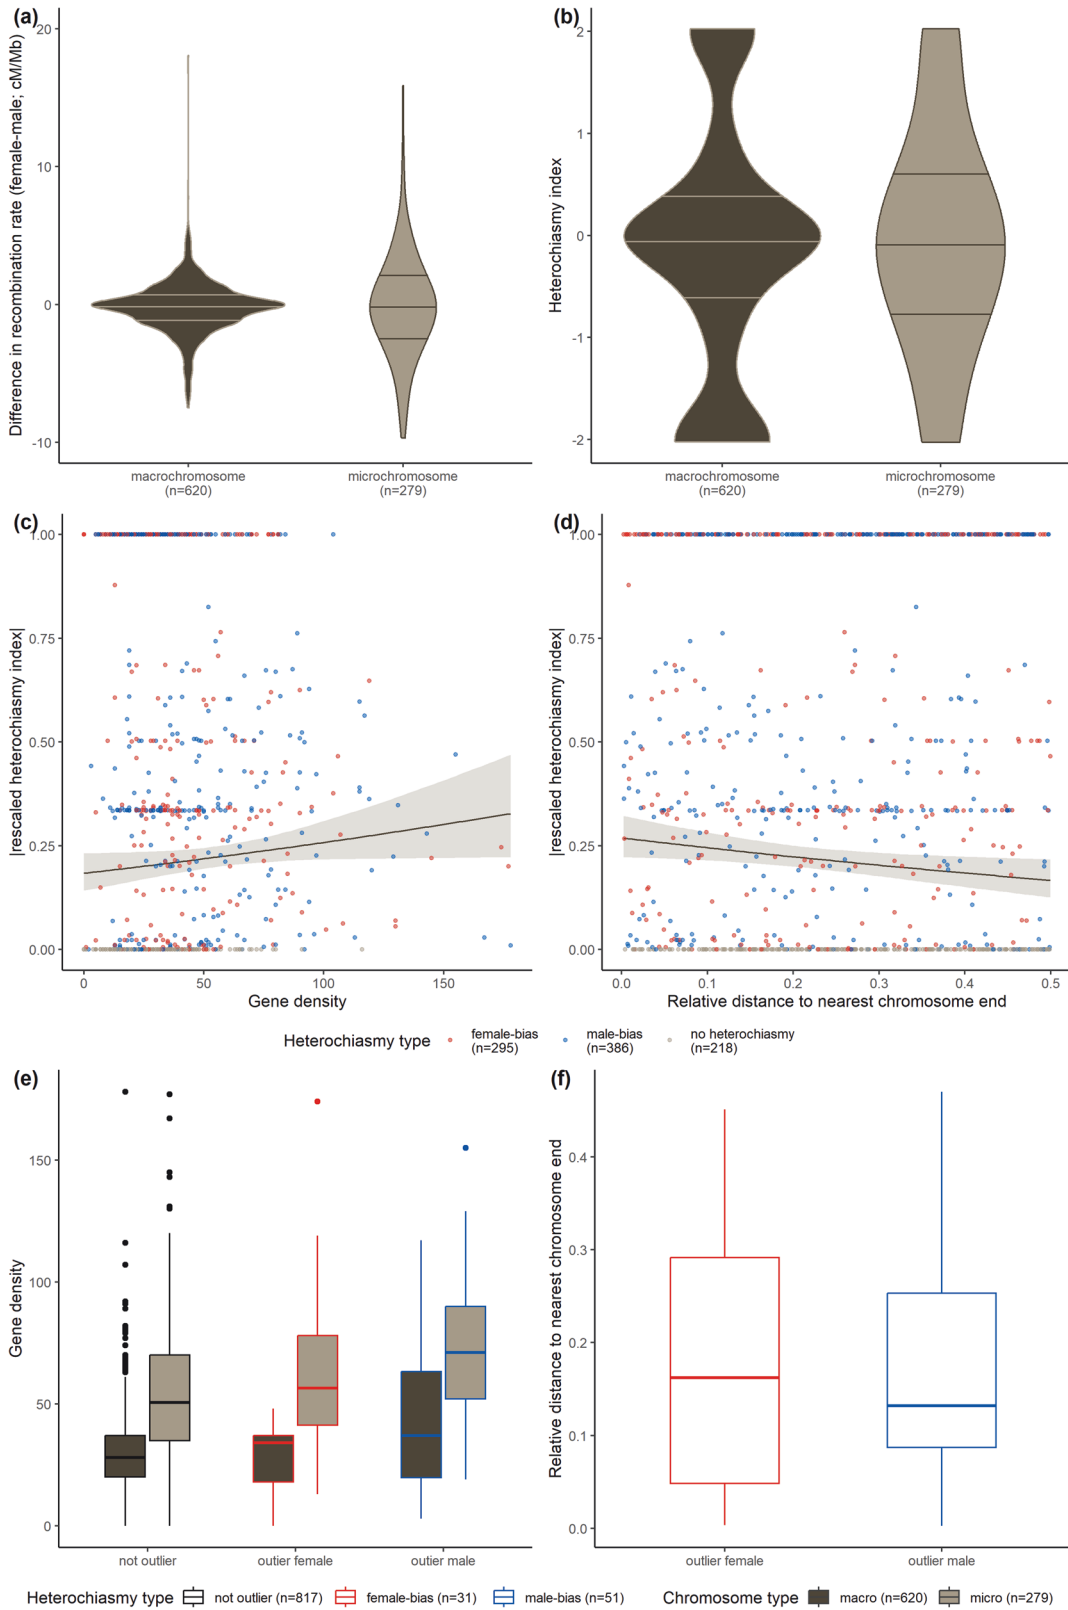 (a)
Difference in recombination rate (female-male; cM/Mb)
20
10
0
-10
macrochromosome
(n=620)
microchromosome
(n=279)
(b)
Heterochiasmy index
2
1
0
-1
-2
macrochromosome
(n=620)
microchromosome
(n=279)
(c)
|rescaled heterochiasmy index|
1.00
0.75
0.50
0.25
0.00
0
50
100
150
Gene density
(d)
|rescaled heterochiasmy index|
1.00
0.75
0.50
0.25
0.00
0.0
0.1
0.2
0.3
0.4
0.5
Relative distance to nearest chromosome end
Heterochiasmy type
female-bias
(n=295)
male-bias
(n=386)
no heterochiasmy
(n=218)
(e)
Gene density
150
100
50
0
not outlier
outier female
outier male
(f)
Relative distance to nearest chromosome end
0.4
0.3
0.2
0.1
0.0
outlier female
outlier male
Heterochiasmy type
not outlier (n=817)
female-bias (n=31)
male-bias (n=51)
Chromosome type
macro (n=620)
micro (n=279)